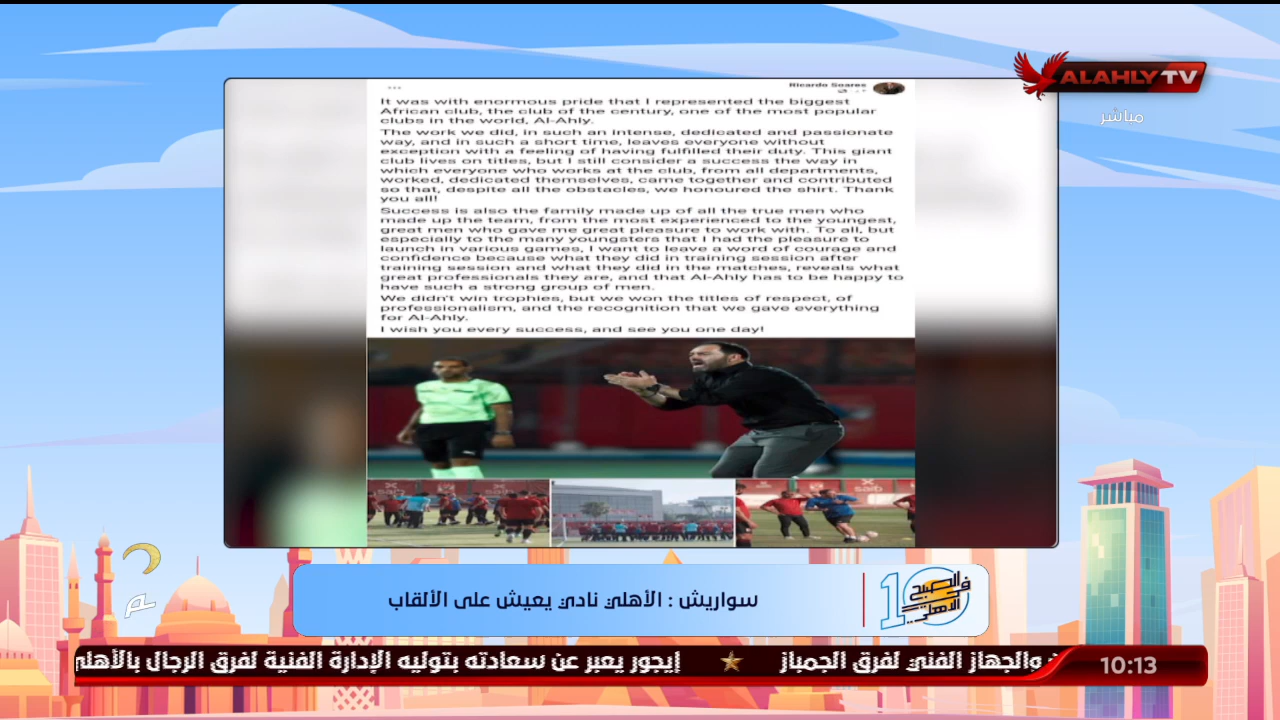 ALAHLY TV
مباشر
Ricardo Soares
It was with enormous pride that I represented the biggest
African club, the club of the century, one of the most popular
clubs in the world, Al-Ahly.
The work we did, in such an intense, dedicated and passionate
way, and in such a short time, leaves everyone without
exception with a feeling of having fulfilled their duty. This giant
club lives on titles, but I still consider a success the way in
which everyone who works at the club, from all departments,
worked, dedicated themselves, came together and contributed
so that, despite all the obstacles, we honoured the shirt. Thank
you all!
Success is also the family made up of all the true men who
made up the team, from the most experienced to the youngest,
great men who gave me great pleasure to work with. To all, but
especially to the many youngsters that I had the pleasure to
launch in various games, I want to leave a word of courage and
confidence because what they did in training session after
training session and what they did in the matches, reveals what
great professionals they are, and that Al-Ahly has to be happy to
have such a strong group of men.
We didn't win trophies, but we won the titles of respect, of
professionalism, and the recognition that we gave everything
for Al-Ahly.
I wish you every success, and see you one day!
saib
saib
10 الصبح في الاهلي
سواريش : الأهلي نادي يعيش على الألقاب
م
والجهاز الفني لفرق الجمباز ★ إيجور يعبر عن سعادته بتوليه الإدارة الفنية لفرق الرجال بالأهلي
10:13